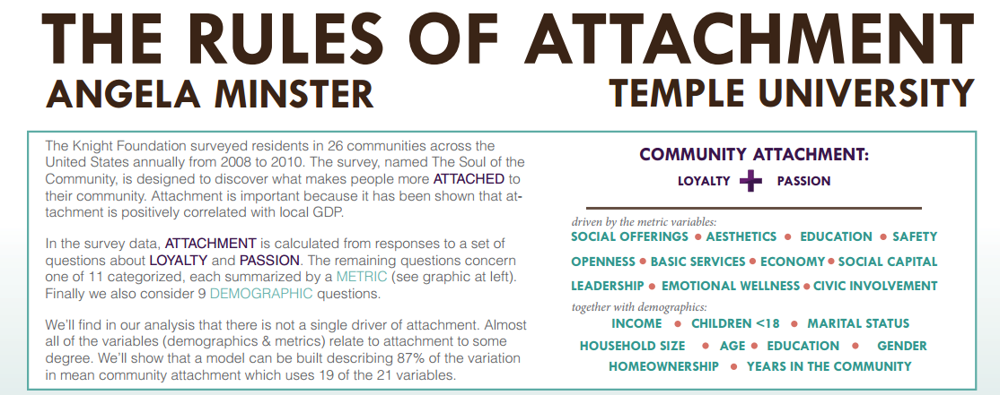 THE RULES OF ATTACHMENT
ANGELA MINSTER
TEMPLE UNIVERSITY
The Knight Foundation surveyed residents in 26 communities across the
United States annually from 2008 to 2010. The survey, named The Soul of the
Community, is designed to discover what makes people more ATTACHED to
their community. Attachment is important because it has been shown that at-
tachment is positively correlated with local GDP.
In the survey data, ATTACHMENT is calculated from responses to a set of
questions about LOYALTY and PASSION. The remaining questions concern
one of 11 categorized, each summarized by a METRIC (see graphic at left).
Finally we also consider 9 DEMOGRAPHIC questions.
We'll find in our analysis that there is not a single driver of attachment. Almost
all of the variables (demographics & metrics) relate to attachment to some
degree. We'll show that a model can be built describing 87% of the variation
in mean community attachment which uses 19 of the 21 variables.
COMMUNITY ATTACHMENT:
LOYALTY + PASSION
driven by the metric variables:
SOCIAL OFFERINGS • AESTHETICS • EDUCATION • SAFETY
OPENNESS • BASIC SERVICES • ECONOMY • SOCIAL CAPITAL
LEADERSHIP • EMOTIONAL WELLNESS • CIVIC INVOLVEMENT
together with demographics:
INCOME • CHILDREN <18 • MARITAL STATUS
HOUSEHOLD SIZE • AGE • EDUCATION • GENDER
HOMEOWNERSHIP • YEARS IN THE COMMUNITY